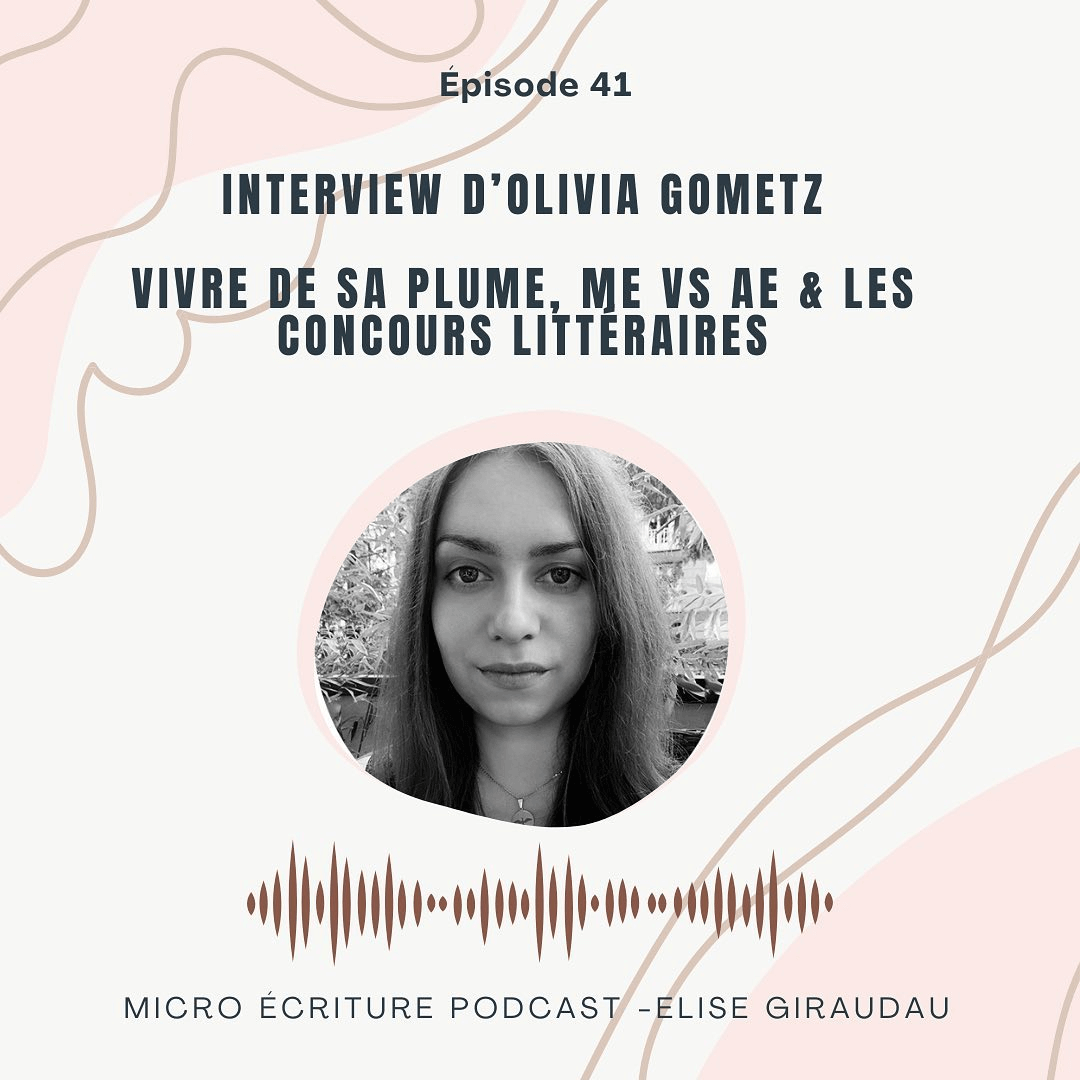 Épisode 41
INTERVIEW D’OLIVIA GOMETZ
VIVRE DE SA PLUME, ME VS AE & LES
CONCOURS LITTÉRAIRES
MICRO ÉCRITURE PODCAST -ELISE GIRAUDAU